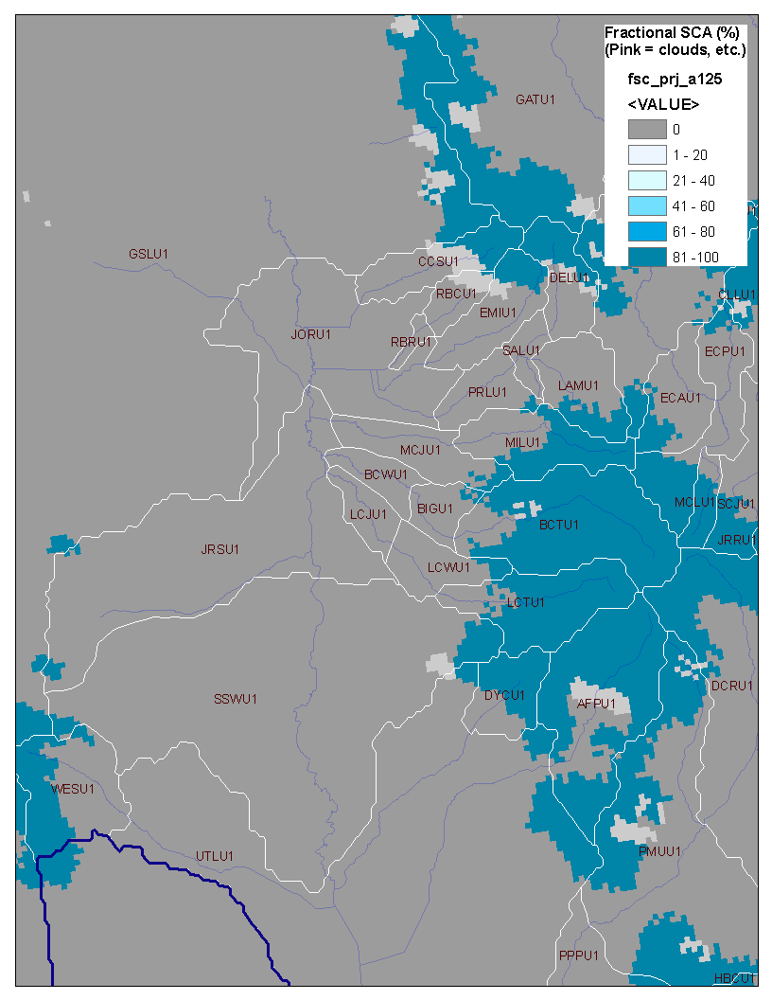 Fractional SCA (%)
(Pink = clouds, etc.)
fsc_prj_a125
<VALUE>
0
1 - 20
21 - 40
41 - 60
61 - 80
81 -100
GATU1
GSLU1
CCSU1
DELU1
RBCU1
CLLU1
EMIU1
JORU1
RBRU1
SALU1
ECPU1
LAMU1
PRLU1
ECAU1
MILU1
MCJU1
BCWU1
MCLU1
SCJU1
BIGU1
LCJU1
BCTU1
JRRU1
JRSU1
LCWU1
LCTU1
DCRU1
DYCU1
SSWU1
AFPU1
WESU1
PMUU1
UTLU1
PPPU1
HBCU1